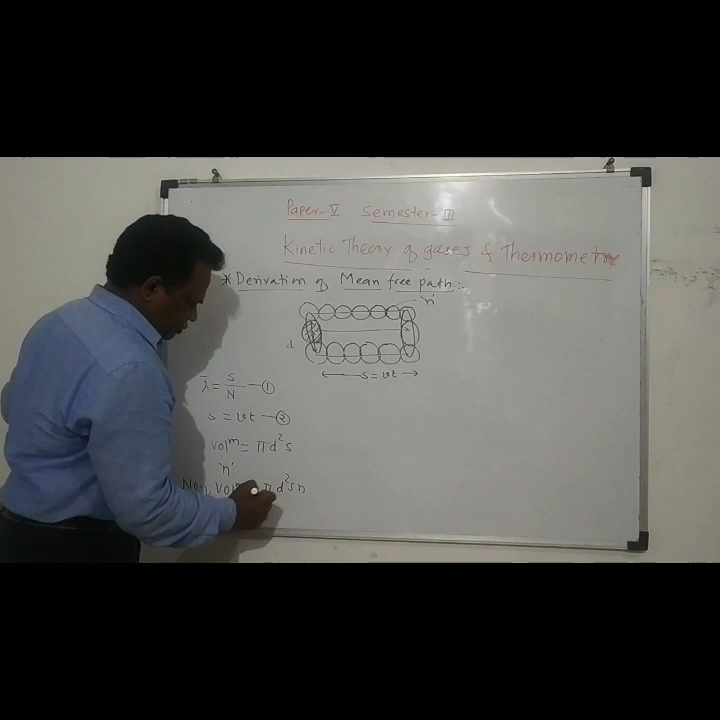 Paper-V Semester-III
Kinetic Theory of gases & Thermometry
* Derivation of Mean free path :-
'n'
d
s = vt
λ̄ = S/N —①
s = vt —②
Volm = πd²s
'n'
πd²sn